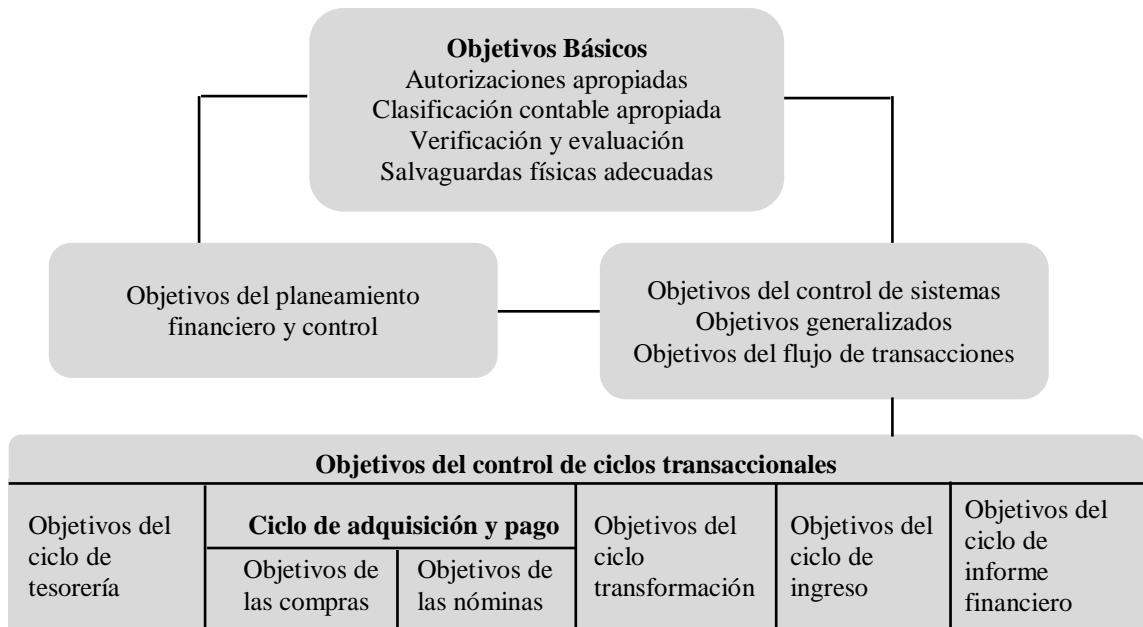 Objetivos Básicos
Autorizaciones apropiadas
Clasificación contable apropiada
Verificación y evaluación
Salvaguardas físicas adecuadas
Objetivos del planeamiento
financiero y control
Objetivos del control de sistemas
Objetivos generalizados
Objetivos del flujo de transacciones
Objetivos del control de ciclos transaccionales
Objetivos del
ciclo de
tesorería
Ciclo de adquisición y pago
Objetivos de
las compras
Objetivos de
las nóminas
Objetivos del
ciclo
transformación
Objetivos del
ciclo de
ingreso
Objetivos del
ciclo de
informe
financiero